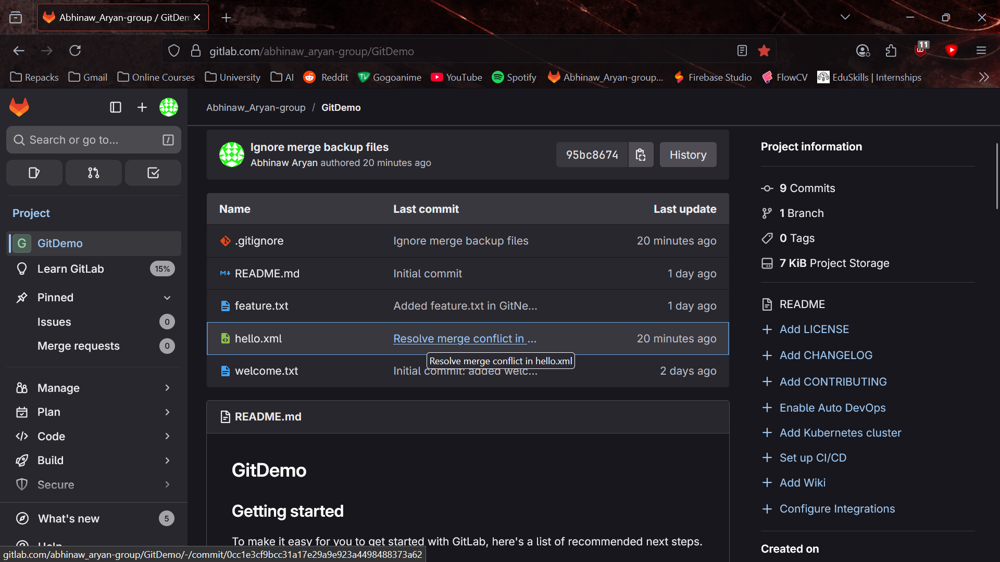 Abhinaw_Aryan-group / GitDem
gitlab.com/abhinaw_aryan-group/GitDemo
11
Repacks
Gmail
Online Courses
University
AI
Reddit
Gogoanime
YouTube
Spotify
Abhinaw_Aryan-group...
Firebase Studio
FlowCV
EduSkills | Internships
Search or go to...
/
Project
G GitDemo
Learn GitLab 15%
Pinned
Issues 0
Merge requests 0
Manage
Plan
Code
Build
Secure
What's new 5
Abhinaw_Aryan-group / GitDemo
Ignore merge backup files
Abhinaw Aryan authored 20 minutes ago
95bc8674
History
Name Last commit Last update
.gitignore Ignore merge backup files 20 minutes ago
README.md Initial commit 1 day ago
feature.txt Added feature.txt in GitNe... 1 day ago
hello.xml Resolve merge conflict in ... 20 minutes ago
Resolve merge conflict in hello.xml
welcome.txt Initial commit: added welc... 2 days ago
README.md
GitDemo
Getting started
To make it easy for you to get started with GitLab, here's a list of recommended next steps.
Project information
9 Commits
1 Branch
0 Tags
7 KiB Project Storage
README
Add LICENSE
Add CHANGELOG
Add CONTRIBUTING
Enable Auto DevOps
Add Kubernetes cluster
Set up CI/CD
Add Wiki
Configure Integrations
Created on
gitlab.com/abhinaw_aryan-group/GitDemo/-/commit/0cc1e3cf9bcc31a17e29a9e923a4498488373a62